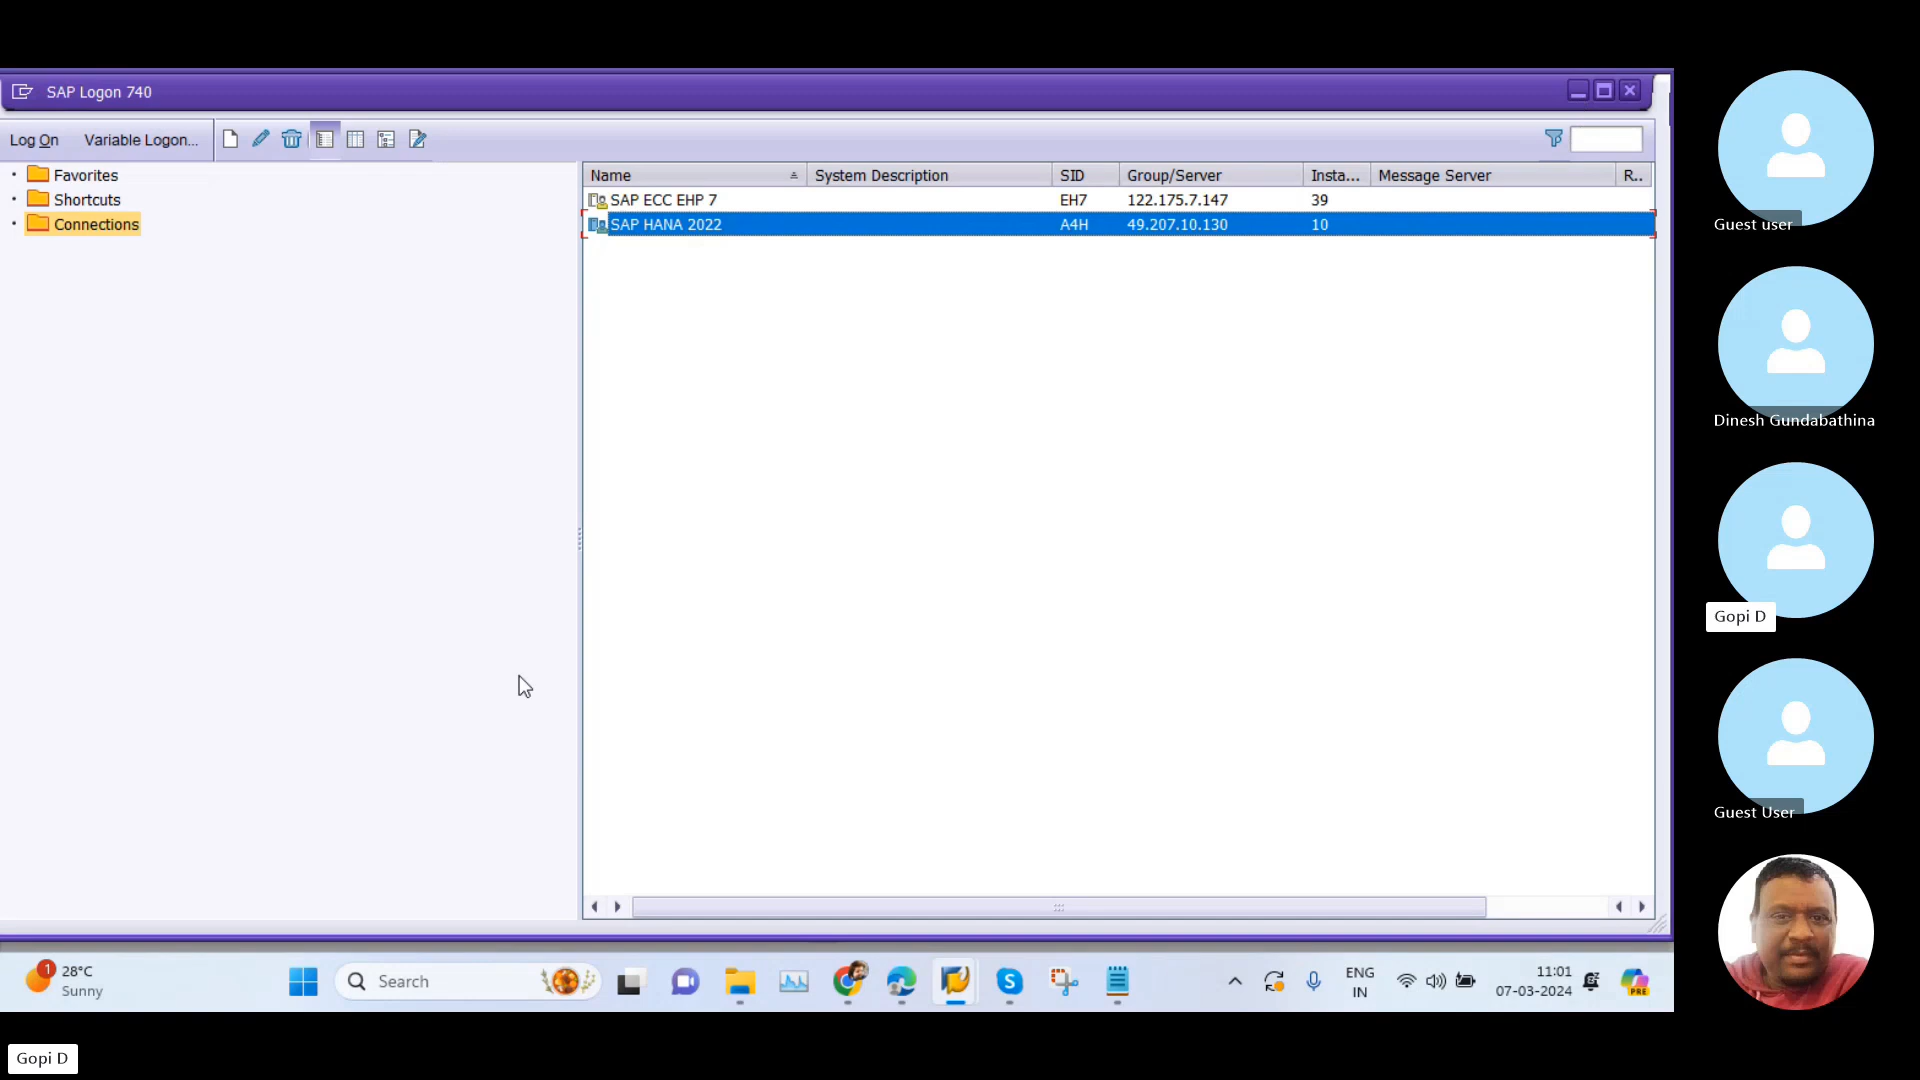 SAP Logon 740
Log On Variable Logon...
Favorites
Shortcuts
Connections
Name System Description SID Group/Server Insta... Message Server R..
SAP ECC EHP 7 EH7 122.175.7.147 39
SAP HANA 2022 A4H 49.207.10.130 10
Guest user
Dinesh Gundabathina
Gopi D
Guest User
1 28°C
Sunny
Search
ENG
IN
11:01
07-03-2024
PRE
Gopi D